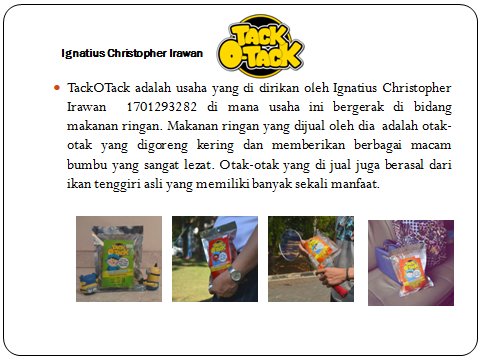 Ignatius Christopher Irawan
TACK
O-TACK
TackOTack adalah usaha yang di dirikan oleh Ignatius Christopher
Irawan 1701293282 di mana usaha ini bergerak di bidang
makanan ringan. Makanan ringan yang dijual oleh dia adalah otak-
otak yang digoreng kering dan memberikan berbagai macam
bumbu yang sangat lezat. Otak-otak yang di jual juga berasal dari
ikan tenggiri asli yang memiliki banyak sekali manfaat.